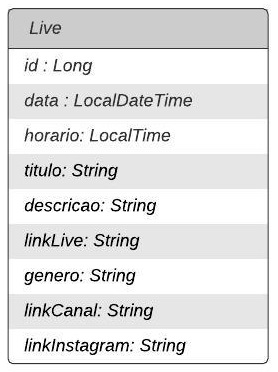 Live
id : Long
data : LocalDateTime
horario: LocalTime
titulo: String
descricao: String
linkLive: String
genero: String
linkCanal: String
linkInstagram: String